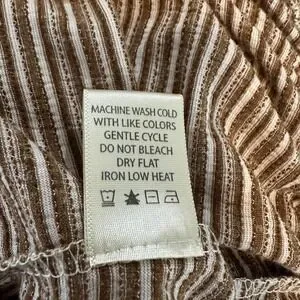 MACHINE WASH COLD
WITH LIKE COLORS
GENTLE CYCLE
DO NOT BLEACH
DRY FLAT
IRON LOW HEAT